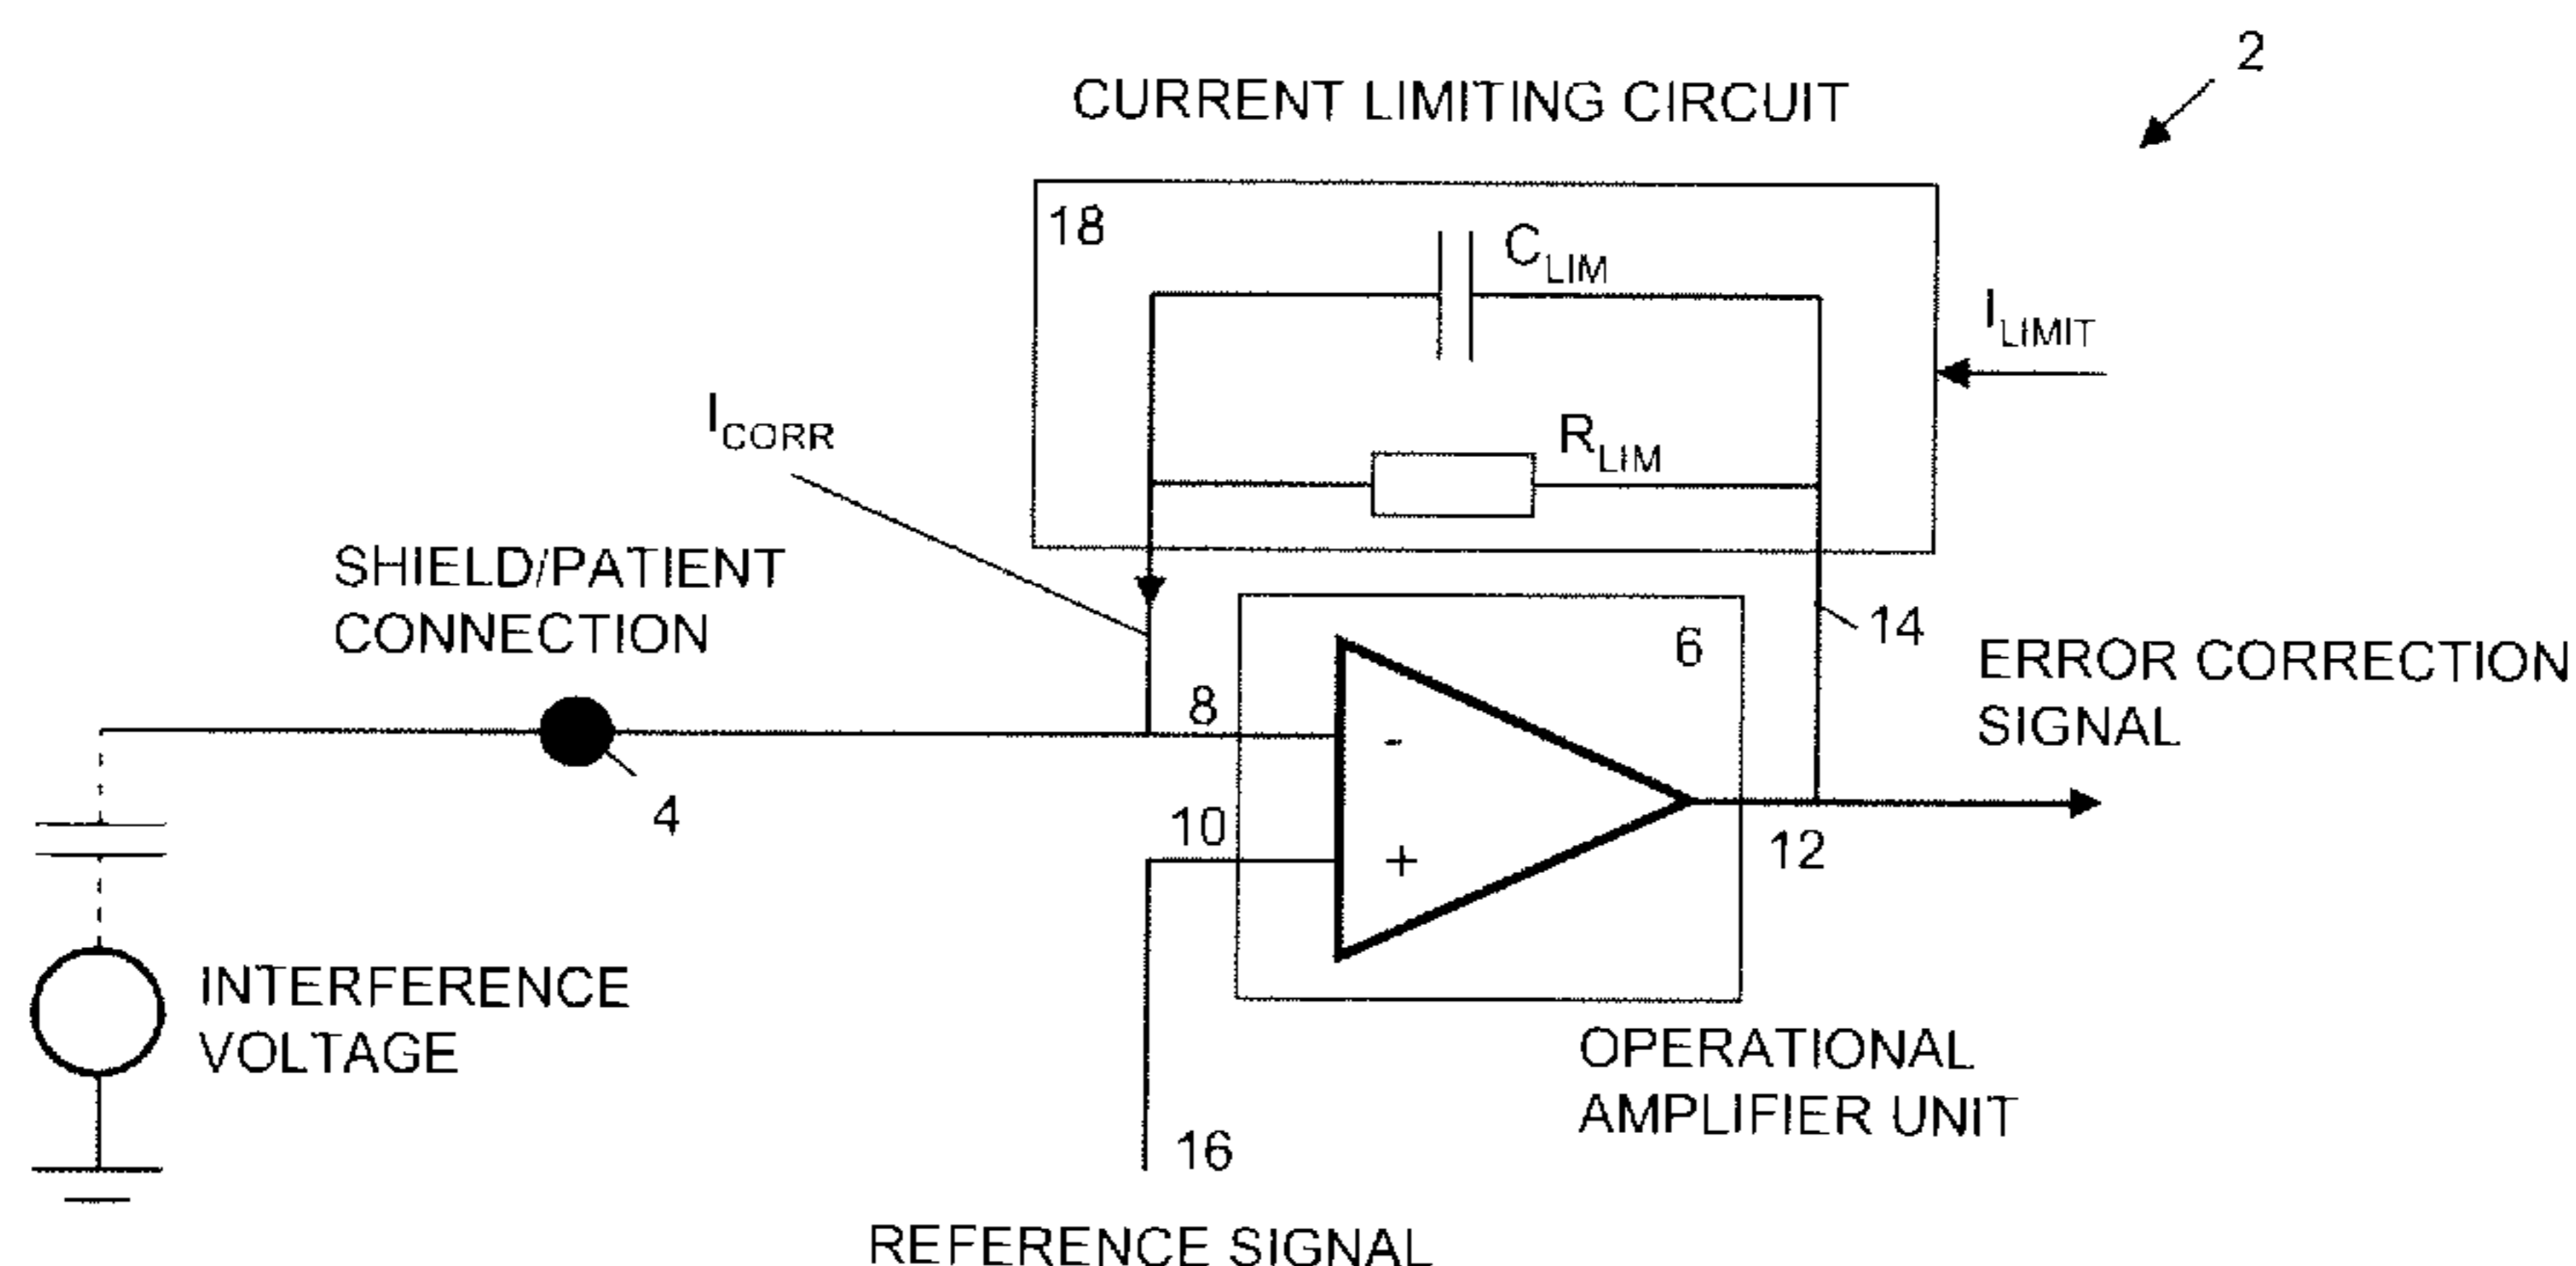 2
CURRENT LIMITING CIRCUIT
18
C_LIM
I_LIMIT
I_CORR
R_LIM
SHIELD/PATIENT
CONNECTION
6
14
ERROR CORRECTION
SIGNAL
8
-
4
10
+
12
INTERFERENCE
VOLTAGE
OPERATIONAL
AMPLIFIER UNIT
16
REFERENCE SIGNAL